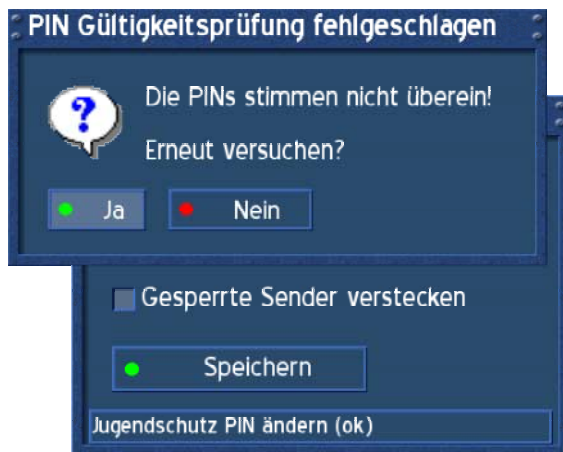 PIN Gültigkeitsprüfung fehlgeschlagen
?
Die PINs stimmen nicht überein!
Erneut versuchen?
Ja
Nein
Gesperrte Sender verstecken
Speichern
Jugendschutz PIN ändern (ok)